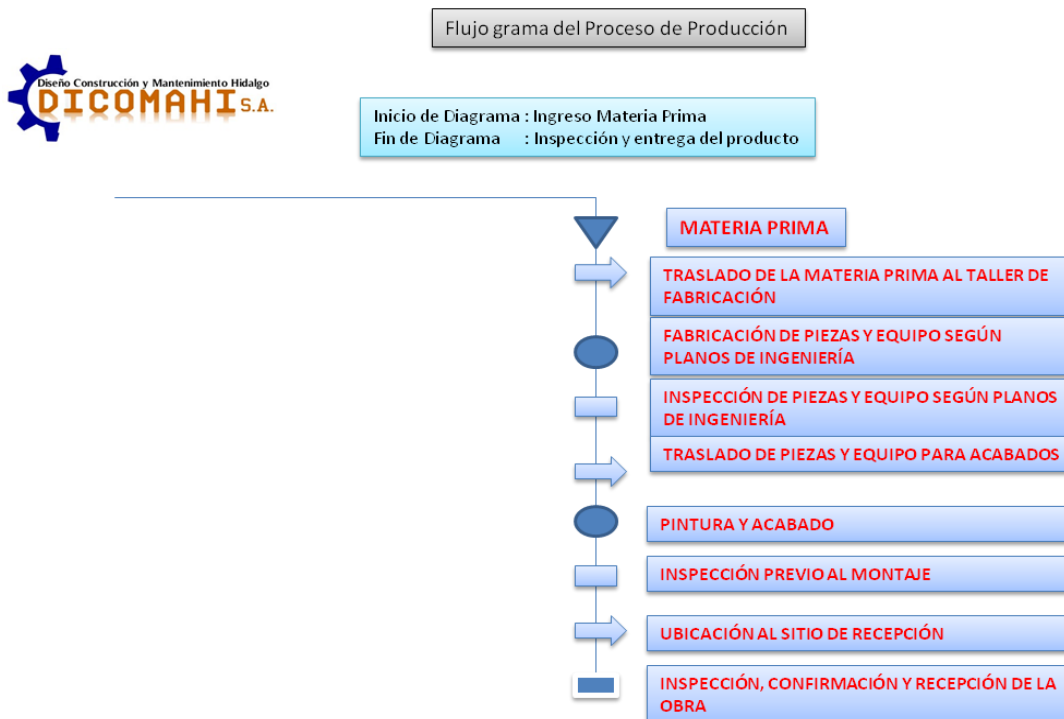 Flujo grama del Proceso de Producción
Diseño Construcción y Mantenimiento Hidalgo
DICOMAHI S.A.
Inicio de Diagrama : Ingreso Materia Prima
Fin de Diagrama : Inspección y entrega del producto
MATERIA PRIMA
TRASLADO DE LA MATERIA PRIMA AL TALLER DE
FABRICACIÓN
FABRICACIÓN DE PIEZAS Y EQUIPO SEGÚN
PLANOS DE INGENIERÍA
INSPECCIÓN DE PIEZAS Y EQUIPO SEGÚN PLANOS
DE INGENIERÍA
TRASLADO DE PIEZAS Y EQUIPO PARA ACABADOS
PINTURA Y ACABADO
INSPECCIÓN PREVIO AL MONTAJE
UBICACIÓN AL SITIO DE RECEPCIÓN
INSPECCIÓN, CONFIRMACIÓN Y RECEPCIÓN DE LA
OBRA